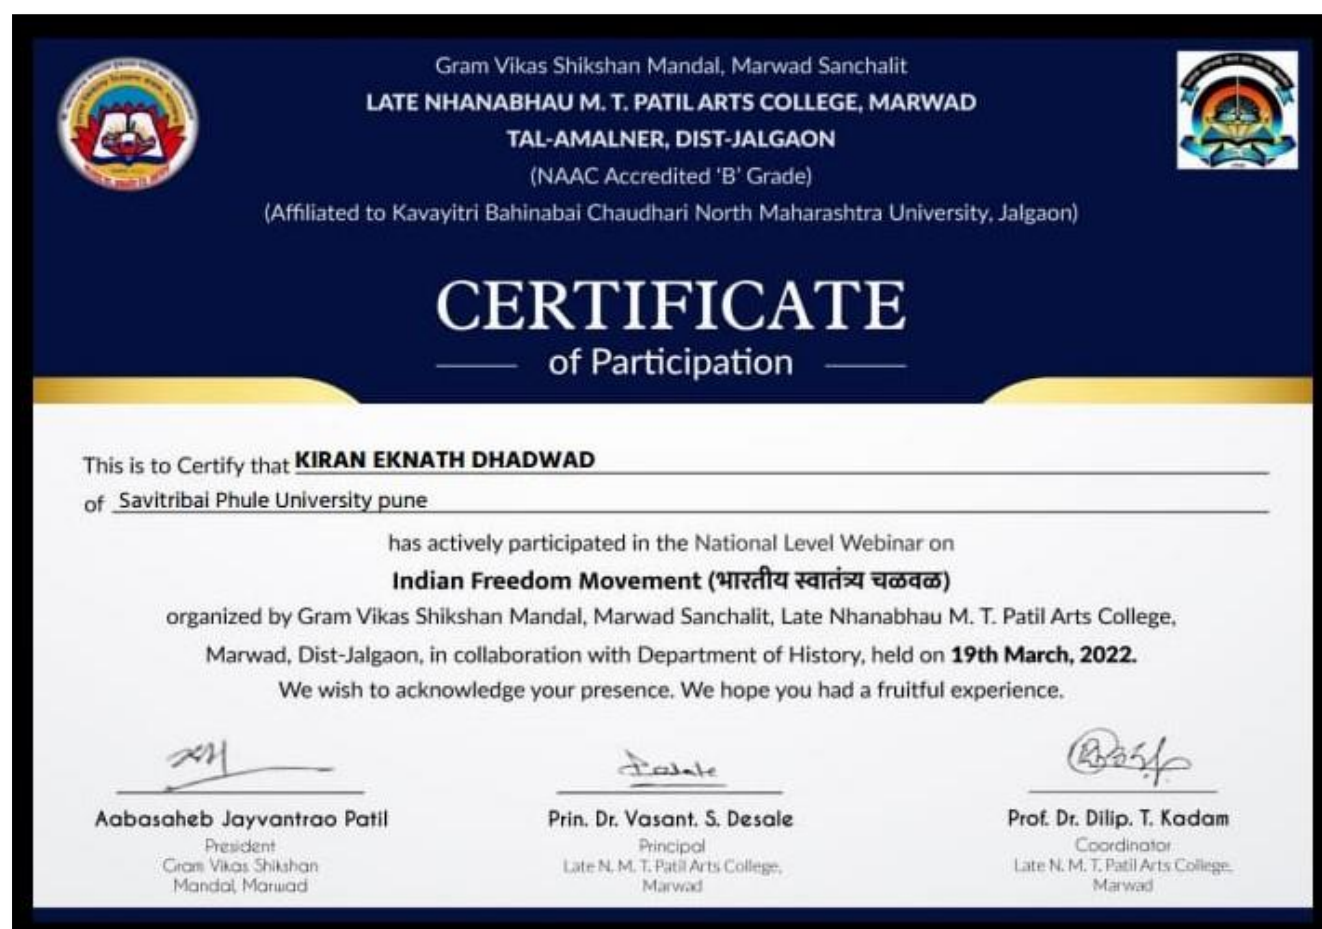 Gram Vikas Shikshan Mandal, Marwad Sanchalit
LATE NHANABHAU M. T. PATIL ARTS COLLEGE, MARWAD
TAL-AMALNER, DIST-JALGAON
(NAAC Accredited 'B' Grade)
(Affiliated to Kavayitri Bahinabai Chaudhari North Maharashtra University, Jalgaon)
CERTIFICATE
of Participation
This is to Certify that KIRAN EKNATH DHADWAD
of Savitribai Phule University pune
has actively participated in the National Level Webinar on
Indian Freedom Movement (भारतीय स्वातंत्र्य चळवळ)
organized by Gram Vikas Shikshan Mandal, Marwad Sanchalit, Late Nhanabhau M. T. Patil Arts College,
Marwad, Dist-Jalgaon, in collaboration with Department of History, held on 19th March, 2022.
We wish to acknowledge your presence. We hope you had a fruitful experience.
Aabasaheb Jayvantrao Patil
President
Gram Vikas Shikshan
Mandal, Marwad
Prin. Dr. Vasant. S. Desale
Principal
Late N. M. T. Patil Arts College,
Marwad
Prof. Dr. Dilip. T. Kadam
Coordinator
Late N. M. T. Patil Arts College,
Marwad